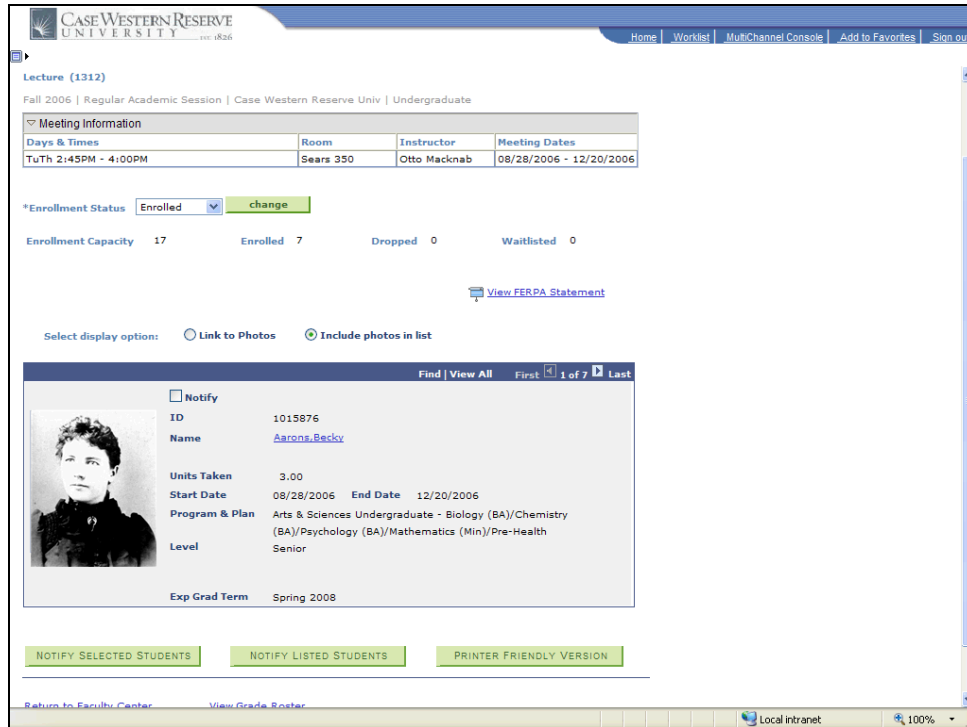 CASE WESTERN RESERVE
UNIVERSITY EST. 1826
Home | Worklist | MultiChannel Console | Add to Favorites | Sign out
Lecture (1312)
Fall 2006 | Regular Academic Session | Case Western Reserve Univ | Undergraduate
Meeting Information
Days & Times Room Instructor Meeting Dates
TuTh 2:45PM - 4:00PM Sears 350 Otto Macknab 08/28/2006 - 12/20/2006
*Enrollment Status Enrolled change
Enrollment Capacity 17 Enrolled 7 Dropped 0 Waitlisted 0
View FERPA Statement
Select display option: Link to Photos Include photos in list
Find | View All First 1 of 7 Last
Notify
ID 1015876
Name Aarons,Becky
Units Taken 3.00
Start Date 08/28/2006 End Date 12/20/2006
Program & Plan Arts & Sciences Undergraduate - Biology (BA)/Chemistry
(BA)/Psychology (BA)/Mathematics (Min)/Pre-Health
Level Senior
Exp Grad Term Spring 2008
NOTIFY SELECTED STUDENTS NOTIFY LISTED STUDENTS PRINTER FRIENDLY VERSION
Return to Faculty Center View Grade Roster
Local intranet 100%